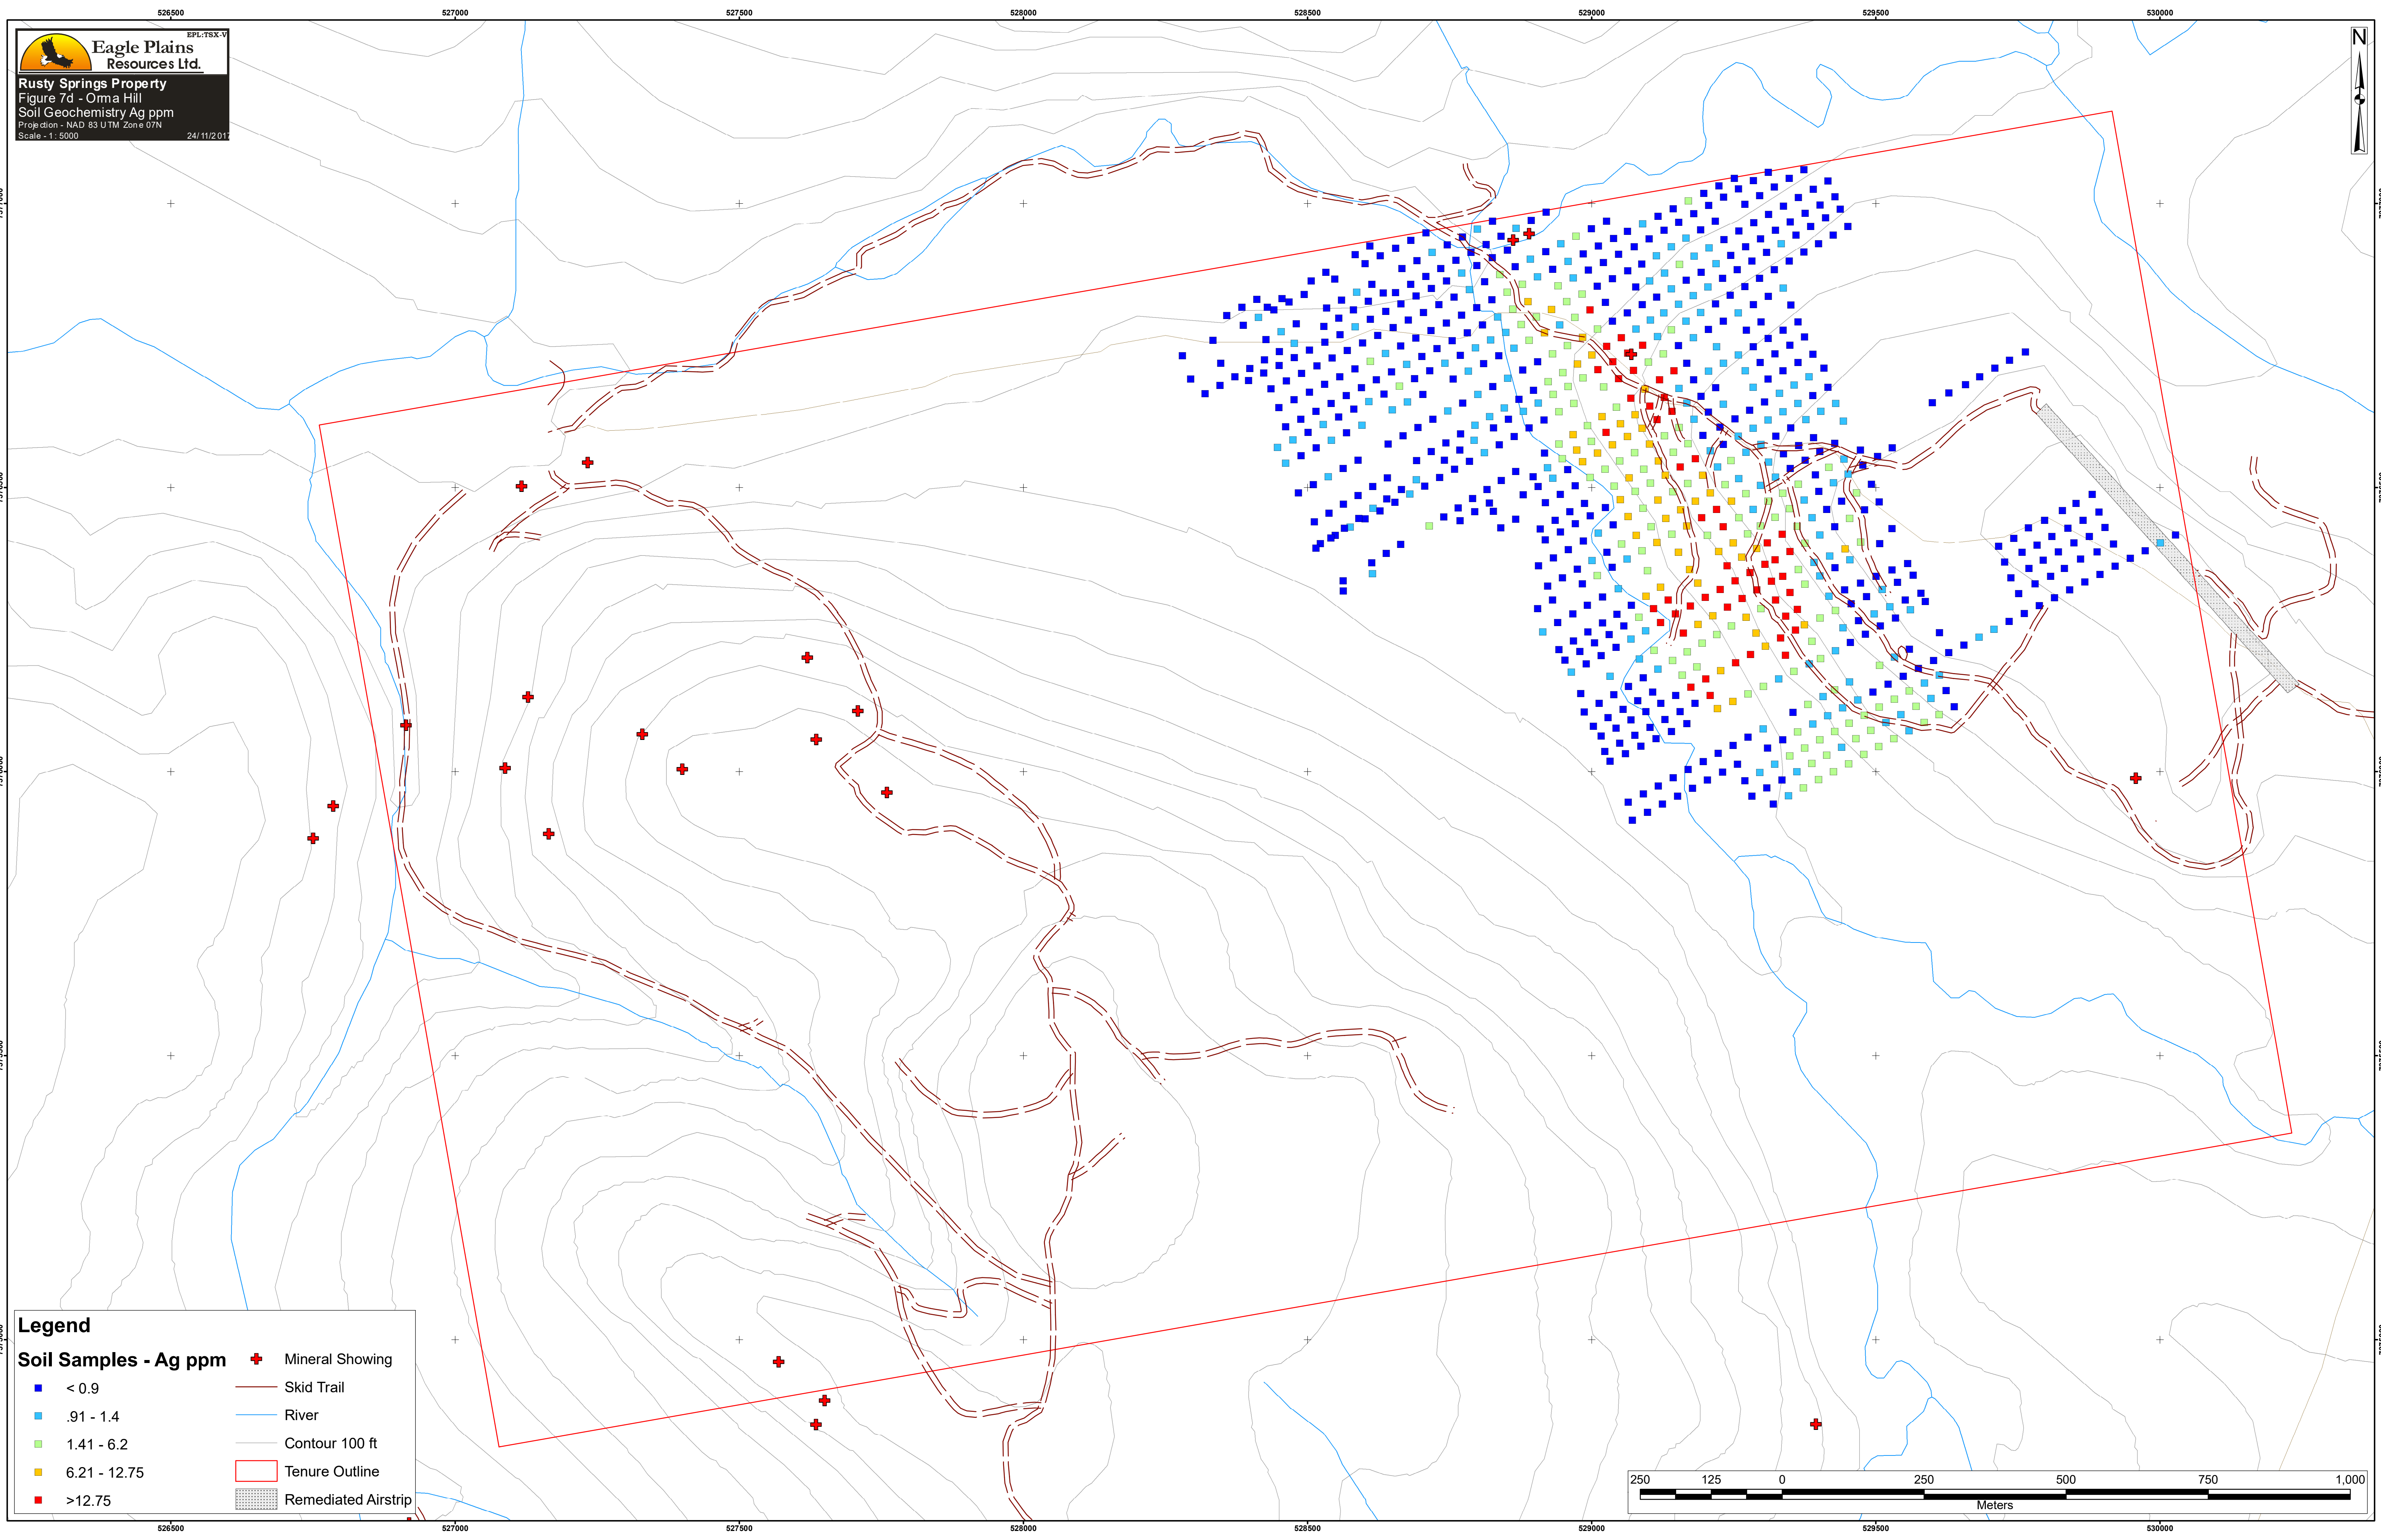 526500 527000 527500 528000 528500 529000 529500 530000
EPL:TSX-V
Eagle Plains
Resources Ltd.
Rusty Springs Property
Figure 7d - Orma Hill
Soil Geochemistry Ag ppm
Projection - NAD 83 UTM Zone 07N
Scale - 1: 5000 24/11/2017
N
Legend
Soil Samples - Ag ppm
< 0.9
.91 - 1.4
1.41 - 6.2
6.21 - 12.75
>12.75
Mineral Showing
Skid Trail
River
Contour 100 ft
Tenure Outline
Remediated Airstrip
250 125 0 250 500 750 1,000
Meters
526500 527000 527500 528000 528500 529000 529500 530000